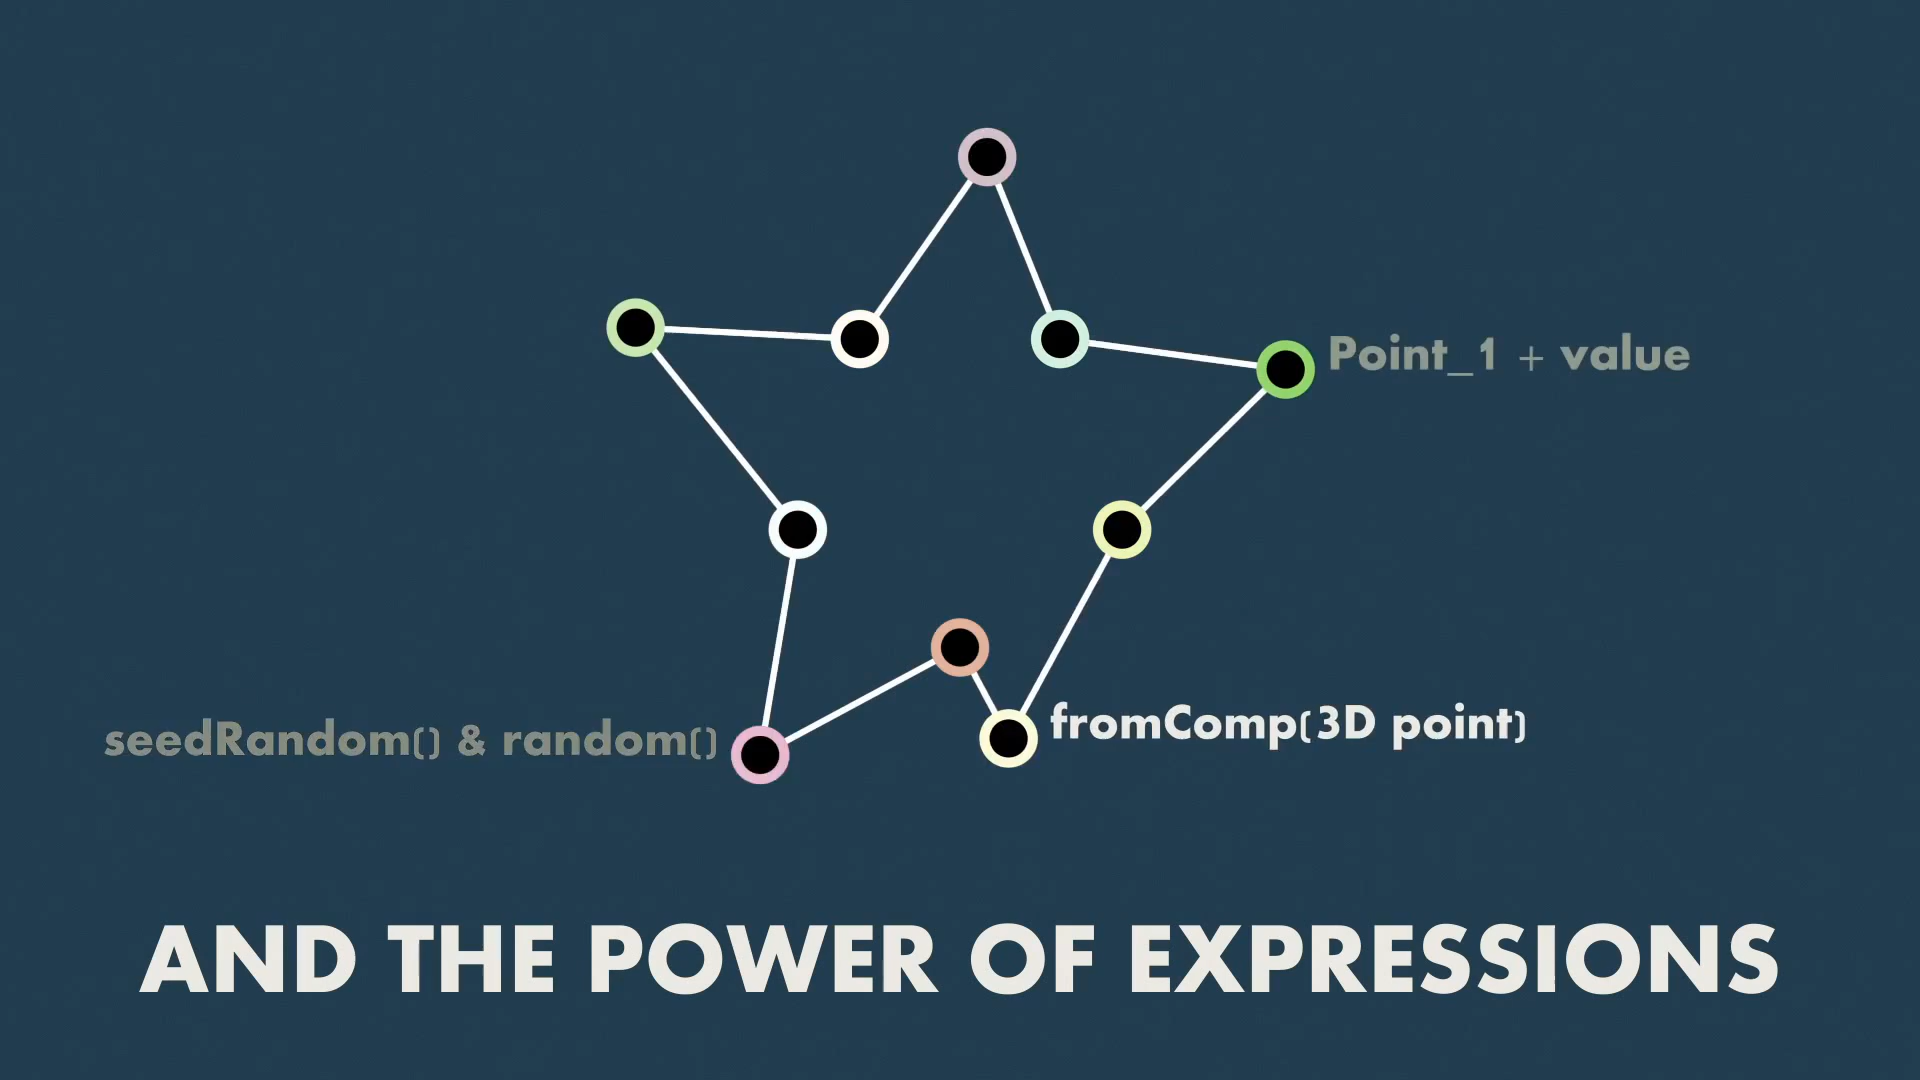 Point_1 + value
fromComp(3D point)
seedRandom() & random()
AND THE POWER OF EXPRESSIONS